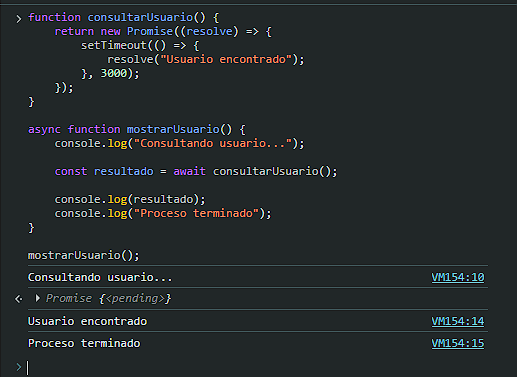 function consultarUsuario() {
    return new Promise((resolve) => {
        setTimeout(() => {
            resolve("Usuario encontrado");
        }, 3000);
    });
}

async function mostrarUsuario() {
    console.log("Consultando usuario...");

    const resultado = await consultarUsuario();

    console.log(resultado);
    console.log("Proceso terminado");
}

mostrarUsuario();
Consultando usuario... VM154:10
Promise {<pending>}
Usuario encontrado VM154:14
Proceso terminado VM154:15